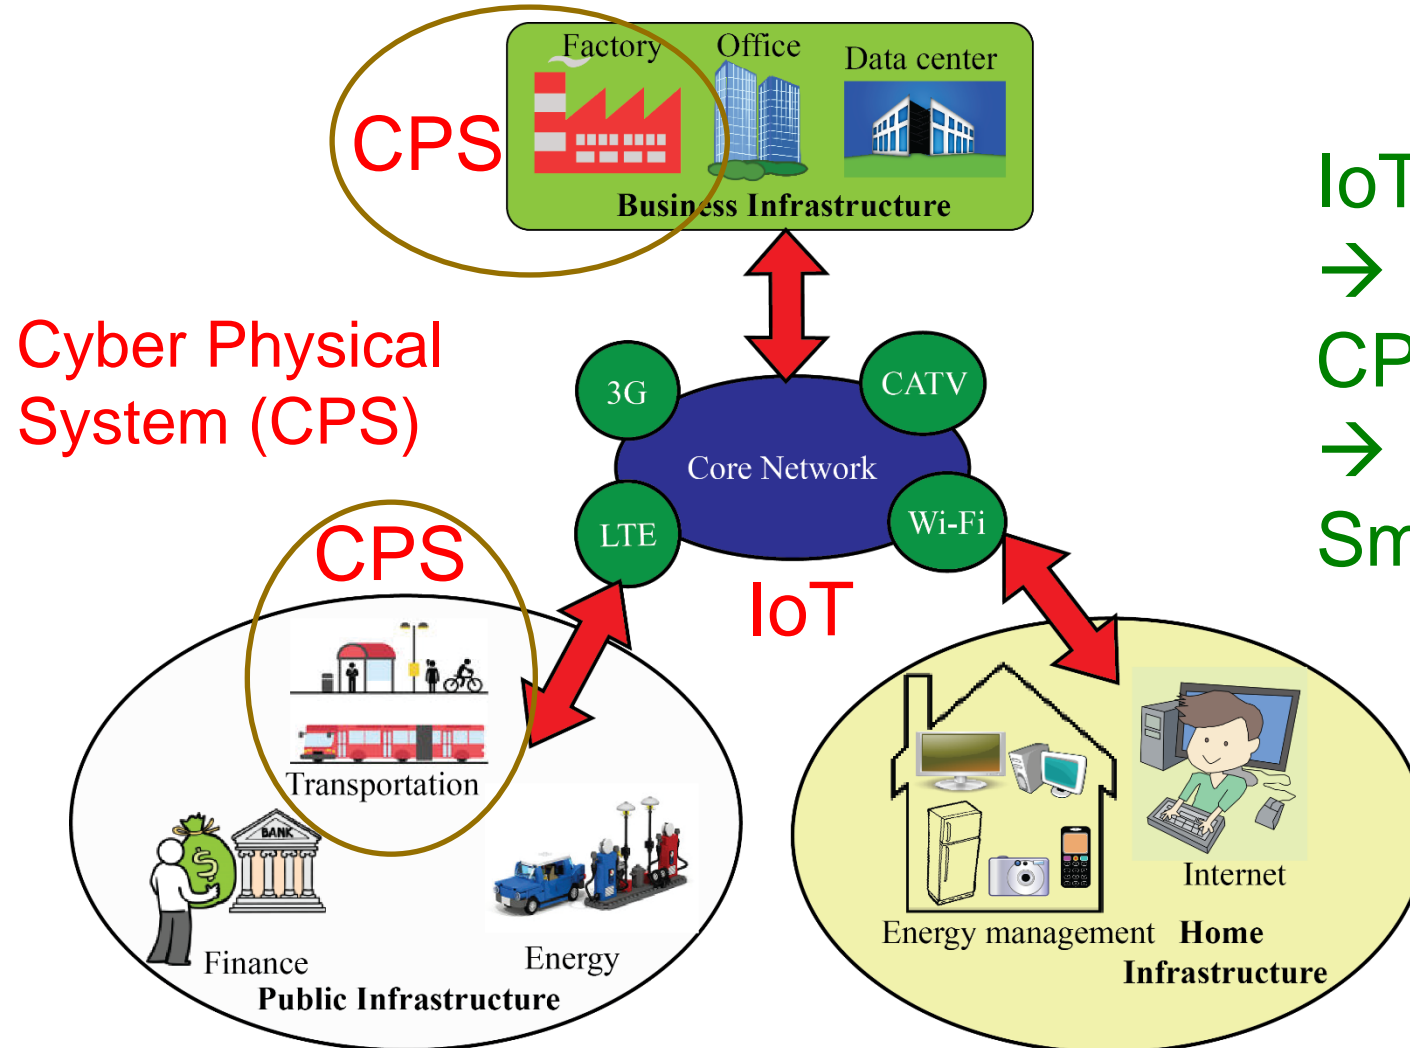 Factory
Office
Data center
CPS
Business Infrastructure
IoT
→
CP
→
Sm
Cyber Physical
System (CPS)
3G
CATV
Core Network
LTE
Wi-Fi
CPS
IoT
Transportation
BANK
$
Finance
Energy
Public Infrastructure
Internet
Energy management
Home
Infrastructure